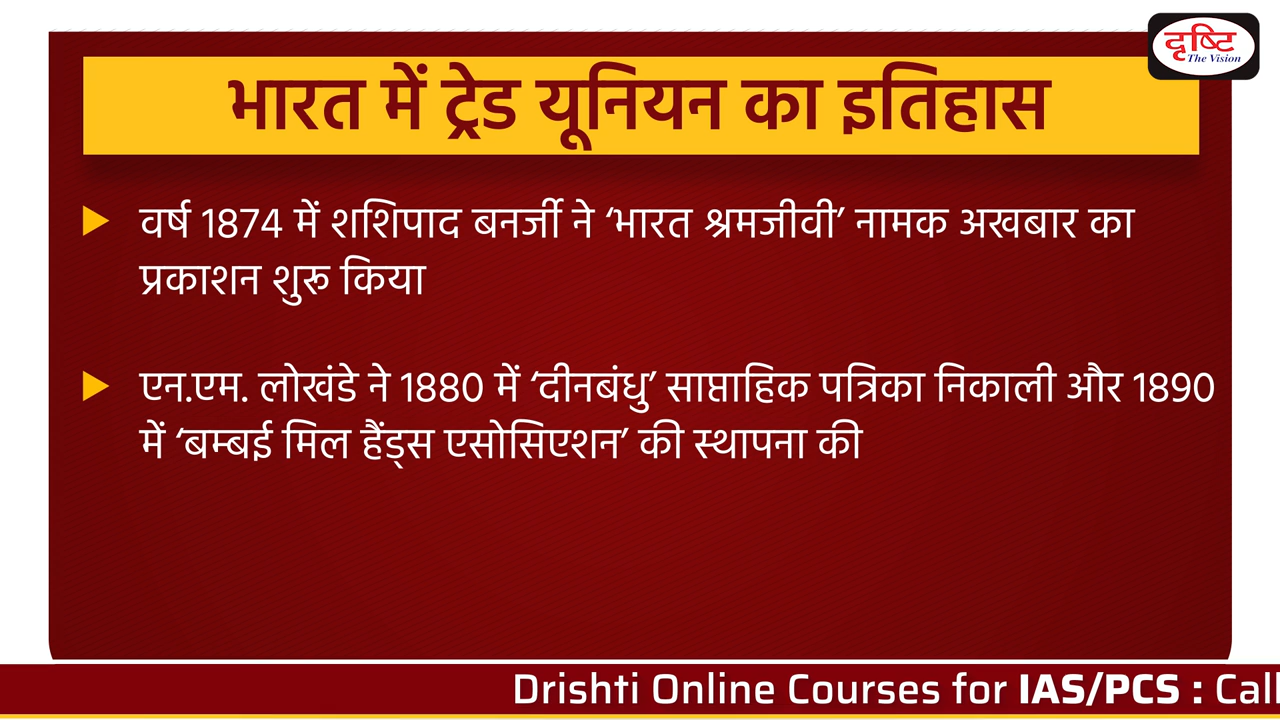 दृष्टि
The Vision
भारत में ट्रेड यूनियन का इतिहास
वर्ष 1874 में शशिपाद बनर्जी ने ‘भारत श्रमजीवी’ नामक अखबार का
प्रकाशन शुरू किया
एन.एम. लोखंडे ने 1880 में ‘दीनबंधु’ साप्ताहिक पत्रिका निकाली और 1890
में ‘बम्बई मिल हैंड्स एसोसिएशन’ की स्थापना की
Drishti Online Courses for IAS/PCS : Call